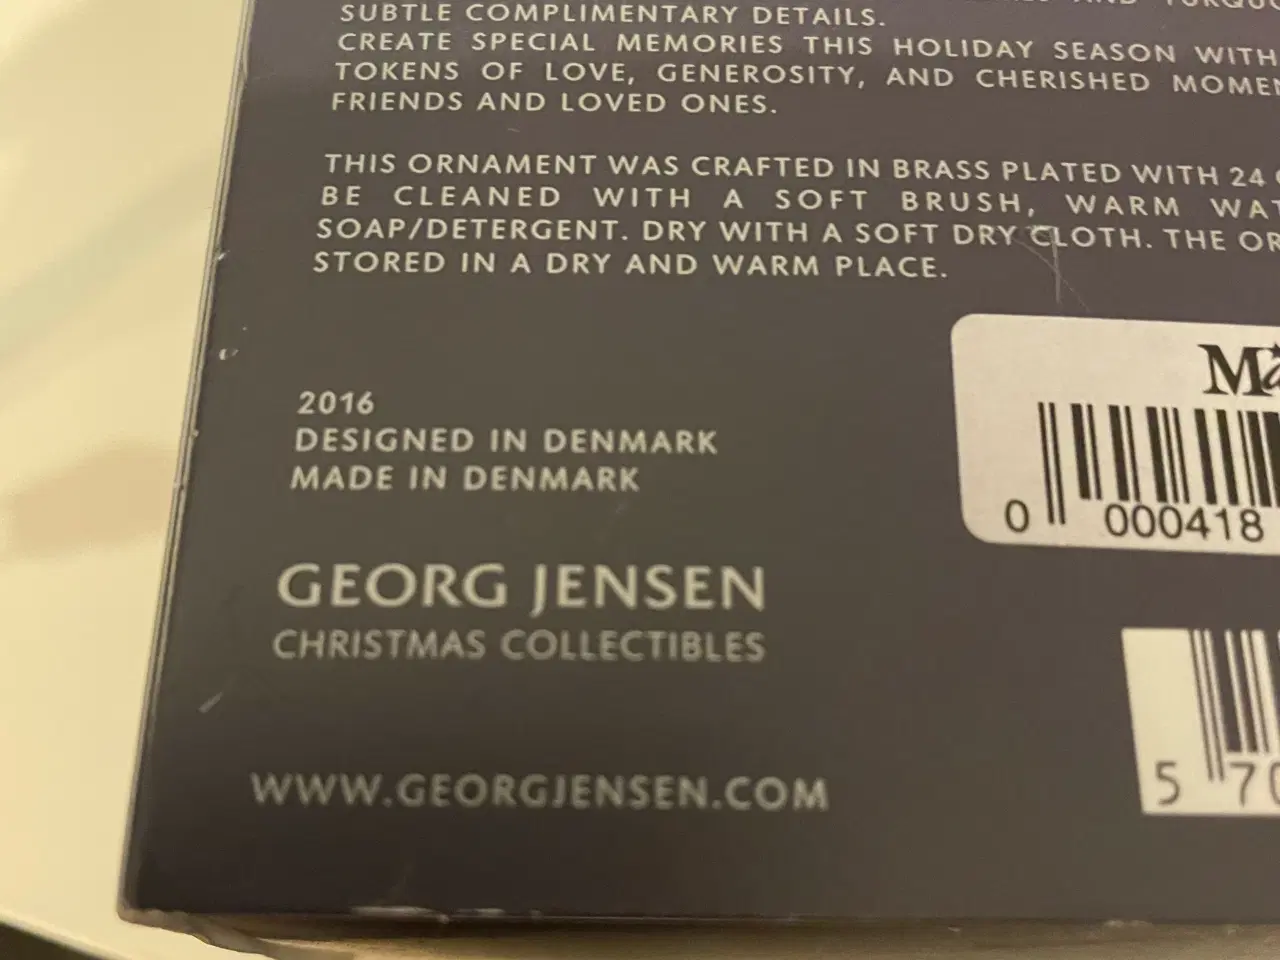 AND
SUBTLE COMPLIMENTARY DETAILS.
CREATE SPECIAL MEMORIES THIS HOLIDAY SEASON WITH
TOKENS OF LOVE, GENEROSITY, AND CHERISHED
FRIENDS AND LOVED ONES.
THIS ORNAMENT WAS CRAFTED IN BRASS PLATED WITH 24
BE CLEANED WITH A SOFT BRUSH, WARM
SOAP/DETERGENT. DRY WITH A SOFT DRY CLOTH. THE
STORED IN A DRY AND WARM PLACE.
2016
DESIGNED IN DENMARK
MADE IN DENMARK
0 000418
GEORG JENSEN
CHRISTMAS COLLECTIBLES
WWW.GEORGJENSEN.COM
5 70